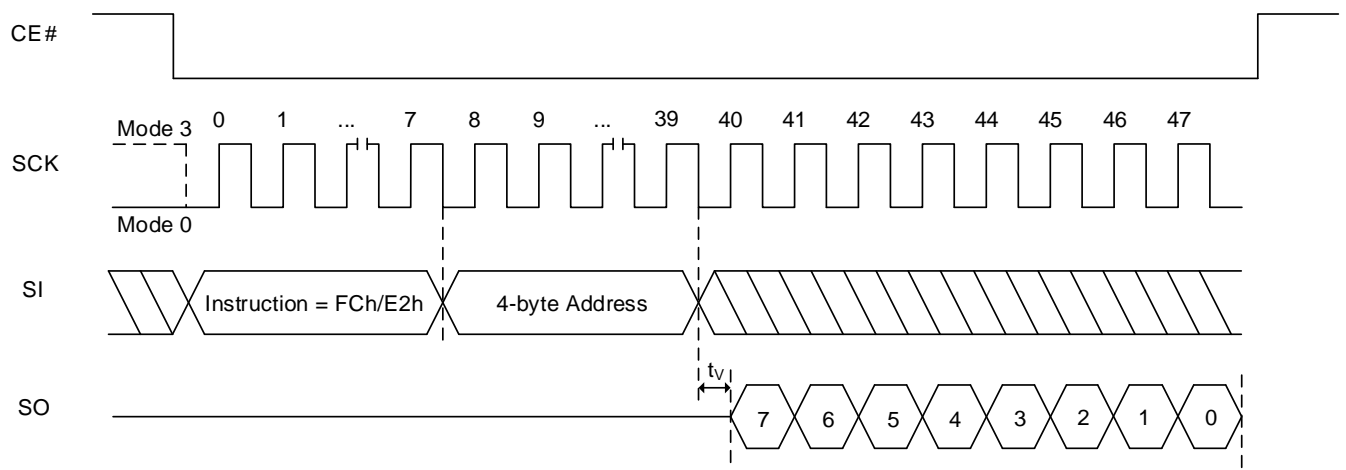 CE#
Mode 3 0 1 ... 7 8 9 ... 39 40 41 42 43 44 45 46 47
SCK
Mode 0
SI
Instruction = FCh/E2h 4-byte Address
tV
SO
7 6 5 4 3 2 1 0